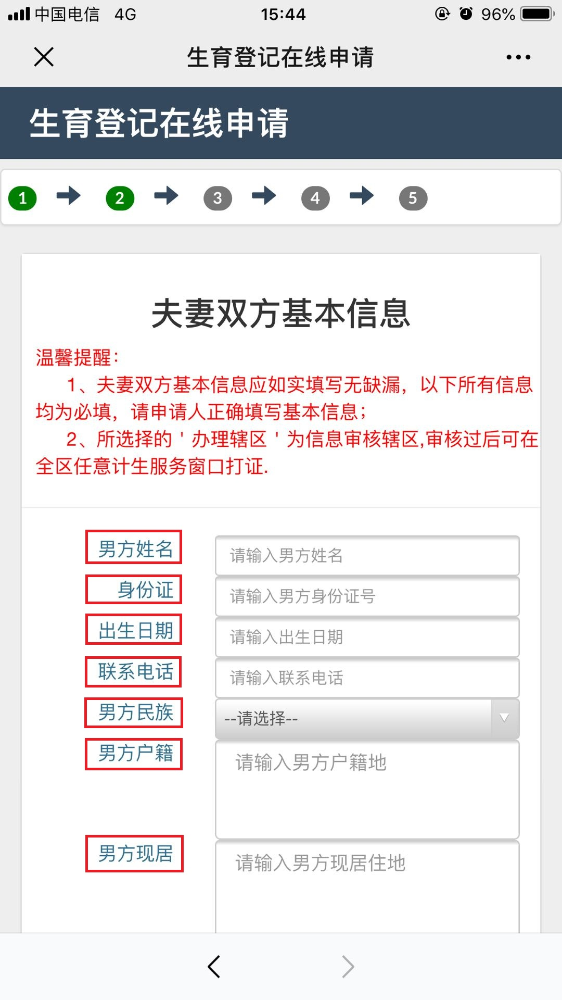 中国电信 4G 15:44 96%
生育登记在线申请
生育登记在线申请
1 2 3 4 5
夫妻双方基本信息
温馨提醒：
1、夫妻双方基本信息应如实填写无缺漏，以下所有信息
均为必填，请申请人正确填写基本信息；
2、所选择的＇办理辖区＇为信息审核辖区,审核过后可在
全区任意计生服务窗口打证.
男方姓名 请输入男方姓名
身份证 请输入男方身份证号
出生日期 请输入出生日期
联系电话 请输入联系电话
男方民族 --请选择--
男方户籍 请输入男方户籍地
男方现居 请输入男方现居住地